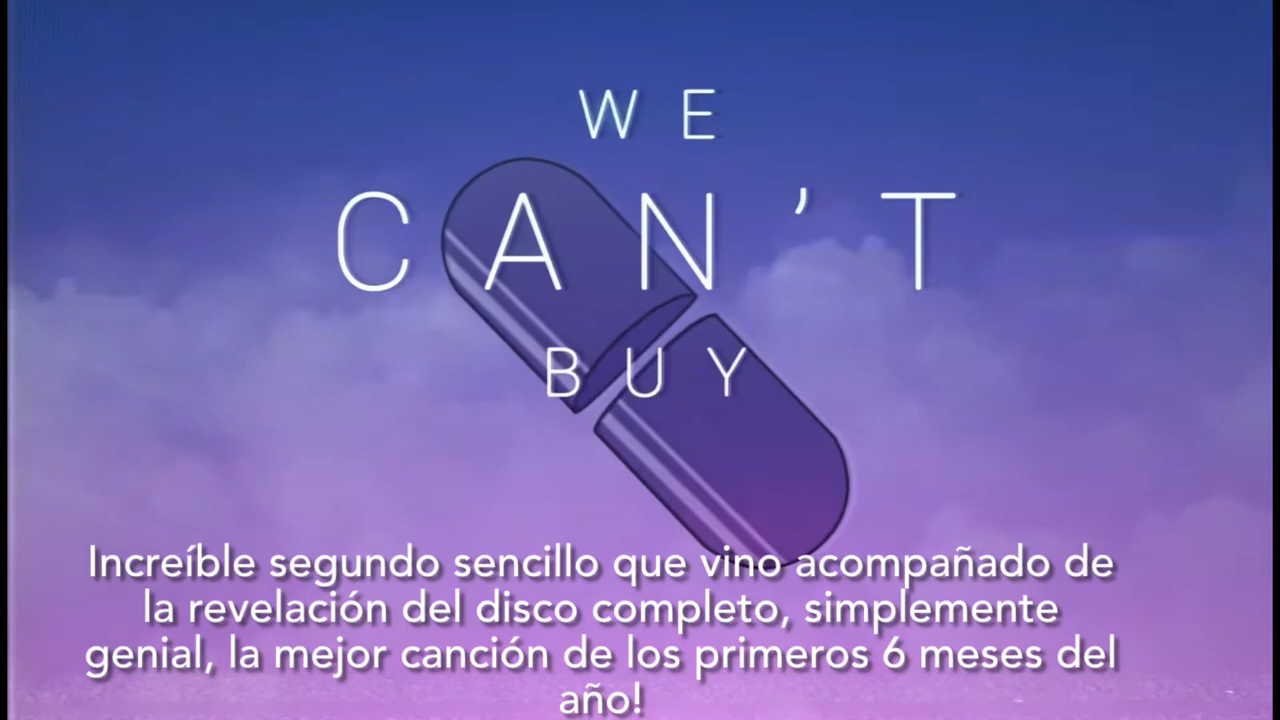 WE
CAN'T
BUY
Increíble segundo sencillo que vino acompañado de
la revelación del disco completo, simplemente
genial, la mejor canción de los primeros 6 meses del
año!